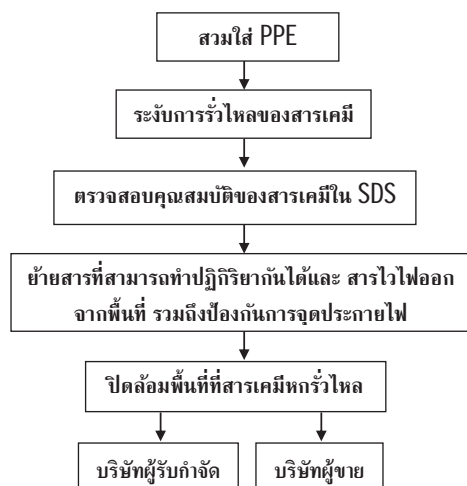 สวมใส่ PPE
ระงับการรั่วไหลของสารเคมี
ตรวจสอบคุณสมบัติของสารเคมีใน SDS
ย้ายสารที่สามารถทำปฏิกิริยากันได้และ สารไวไฟออก
จากพื้นที่ รวมถึงป้องกันการจุดประกายไฟ
ปิดล้อมพื้นที่ที่สารเคมีหกรั่วไหล
บริษัทผู้รับกำจัด
บริษัทผู้ขาย